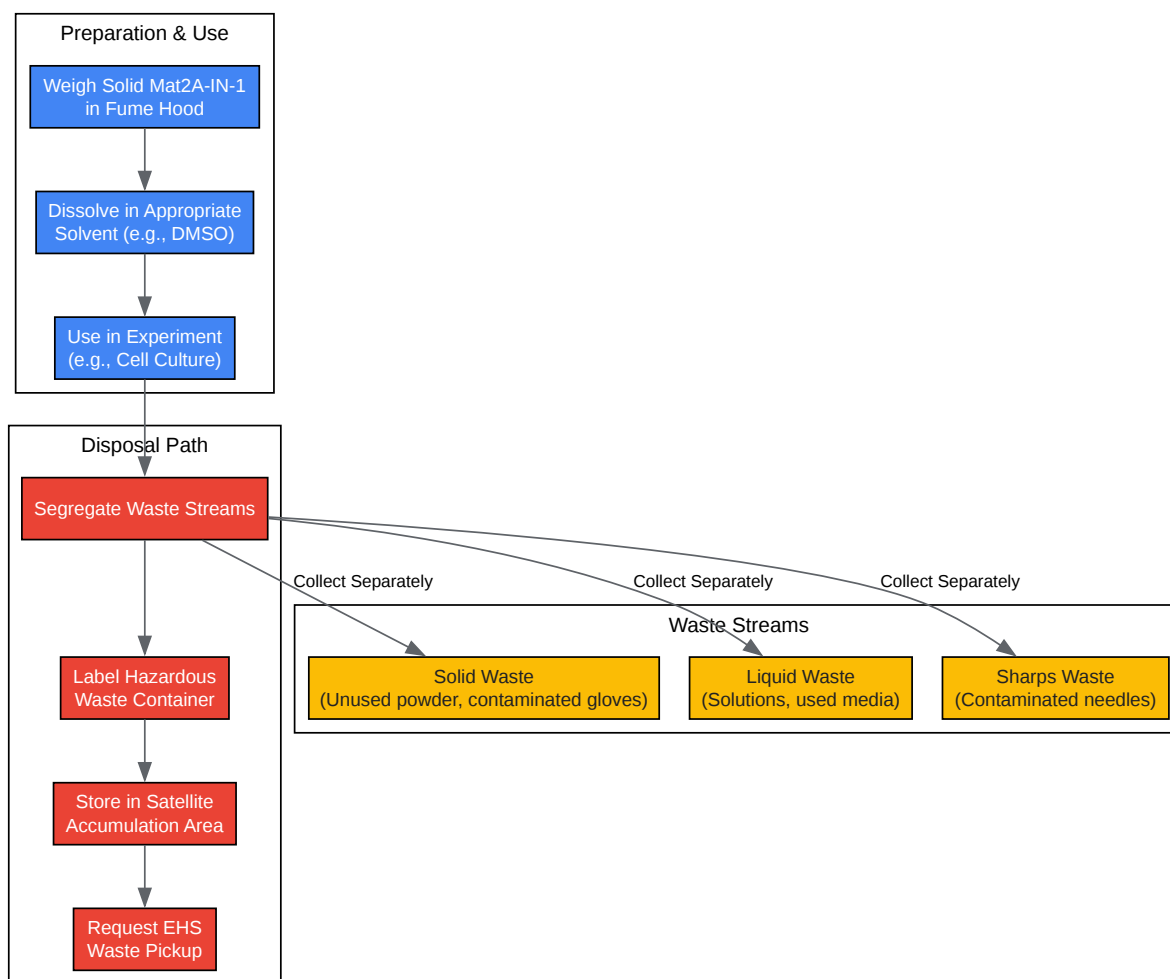 Preparation & Use
Weigh Solid Mat2A-IN-1
in Fume Hood
Dissolve in Appropriate
Solvent (e.g., DMSO)
Use in Experiment
(e.g., Cell Culture)
Disposal Path
Segregate Waste Streams
Collect Separately
Collect Separately
Collect Separately
Waste Streams
Solid Waste
(Unused powder, contaminated gloves)
Liquid Waste
(Solutions, used media)
Sharps Waste
(Contaminated needles)
Label Hazardous
Waste Container
Store in Satellite
Accumulation Area
Request EHS
Waste Pickup